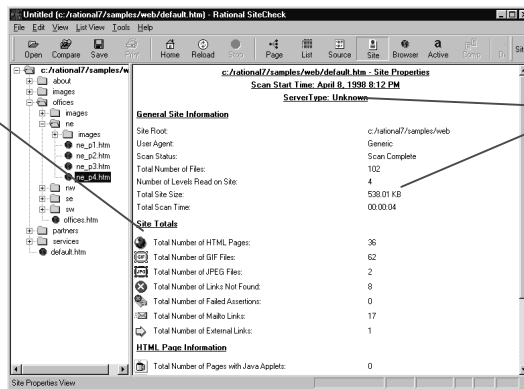 Untitled (c:/rational7/samples/web/default.htm) - Rational SiteCheck
File Edit View List View Tools Help
Open Compare Save Home Reload Stop Page List Source Site Browser Active
c:/rational7/samples/w
about
images
offices
images
ne
images
ne_p1.htm
ne_p2.htm
ne_p3.htm
ne_p4.htm
nw
se
sw
offices.htm
partners
services
default.htm
c:/rational7/samples/web/default.htm - Site Properties
Scan Start Time: April 8, 1998 8:12 PM
ServerType: Unknown
General Site Information
Site Root: c:/rational7/samples/web
User Agent: Generic
Scan Status: Scan Complete
Total Number of Files: 102
Number of Levels Read on Site: 4
Total Site Size: 538.01 KB
Total Scan Time: 00:00:04
Site Totals
Total Number of HTML Pages: 36
GIF Total Number of GIF Files: 62
JPG Total Number of JPEG Files: 2
Total Number of Links Not Found: 8
Total Number of Failed Assertions: 0
Total Number of Mailto Links: 17
Total Number of External Links: 1
HTML Page Information
Total Number of Pages with Java Applets: 0
Site Properties View